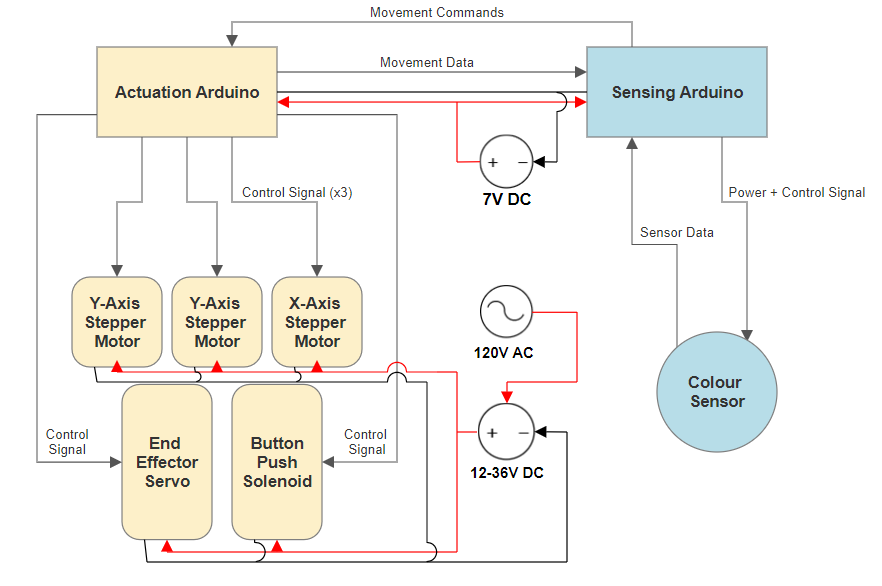 Movement Commands
Movement Data
Actuation Arduino
Sensing Arduino
+ −
7V DC
Control Signal (x3)
Power + Control Signal
Sensor Data
Y-Axis
Stepper
Motor
Y-Axis
Stepper
Motor
X-Axis
Stepper
Motor
120V AC
Colour
Sensor
Control
Signal
End
Effector
Servo
Button
Push
Solenoid
Control
Signal
+ −
12-36V DC